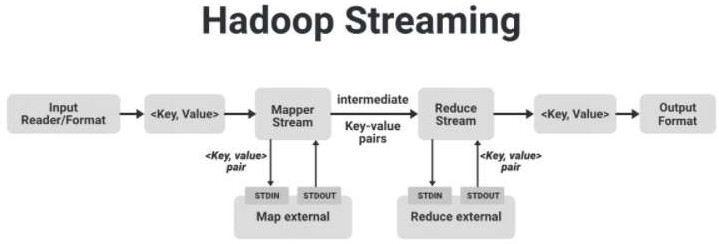 Hadoop Streaming
Input
Reader/Format
<Key, Value>
Mapper
Stream
intermediate
Key-value
pairs
Reduce
Stream
<Key, Value>
Output
Format
<Key, value>
pair
<Key, value>
pair
STDIN
STDOUT
Map external
STDIN
STDOUT
Reduce external